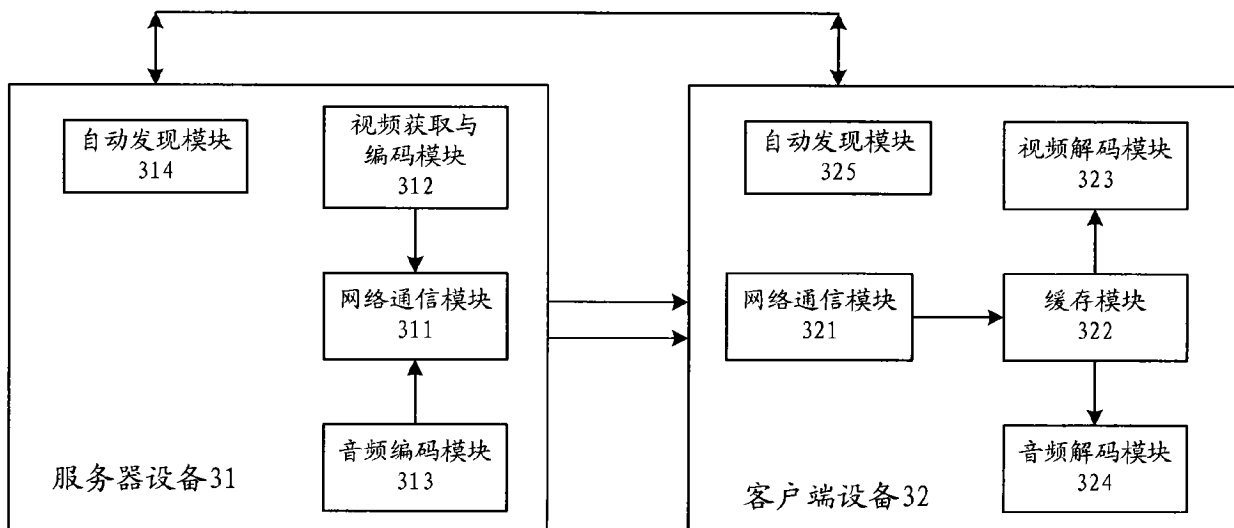 自动发现模块
314
视频获取与
编码模块
312
网络通信模块
311
音频编码模块
313
服务器设备31
自动发现模块
325
视频解码模块
323
网络通信模块
321
缓存模块
322
音频解码模块
324
客户端设备32